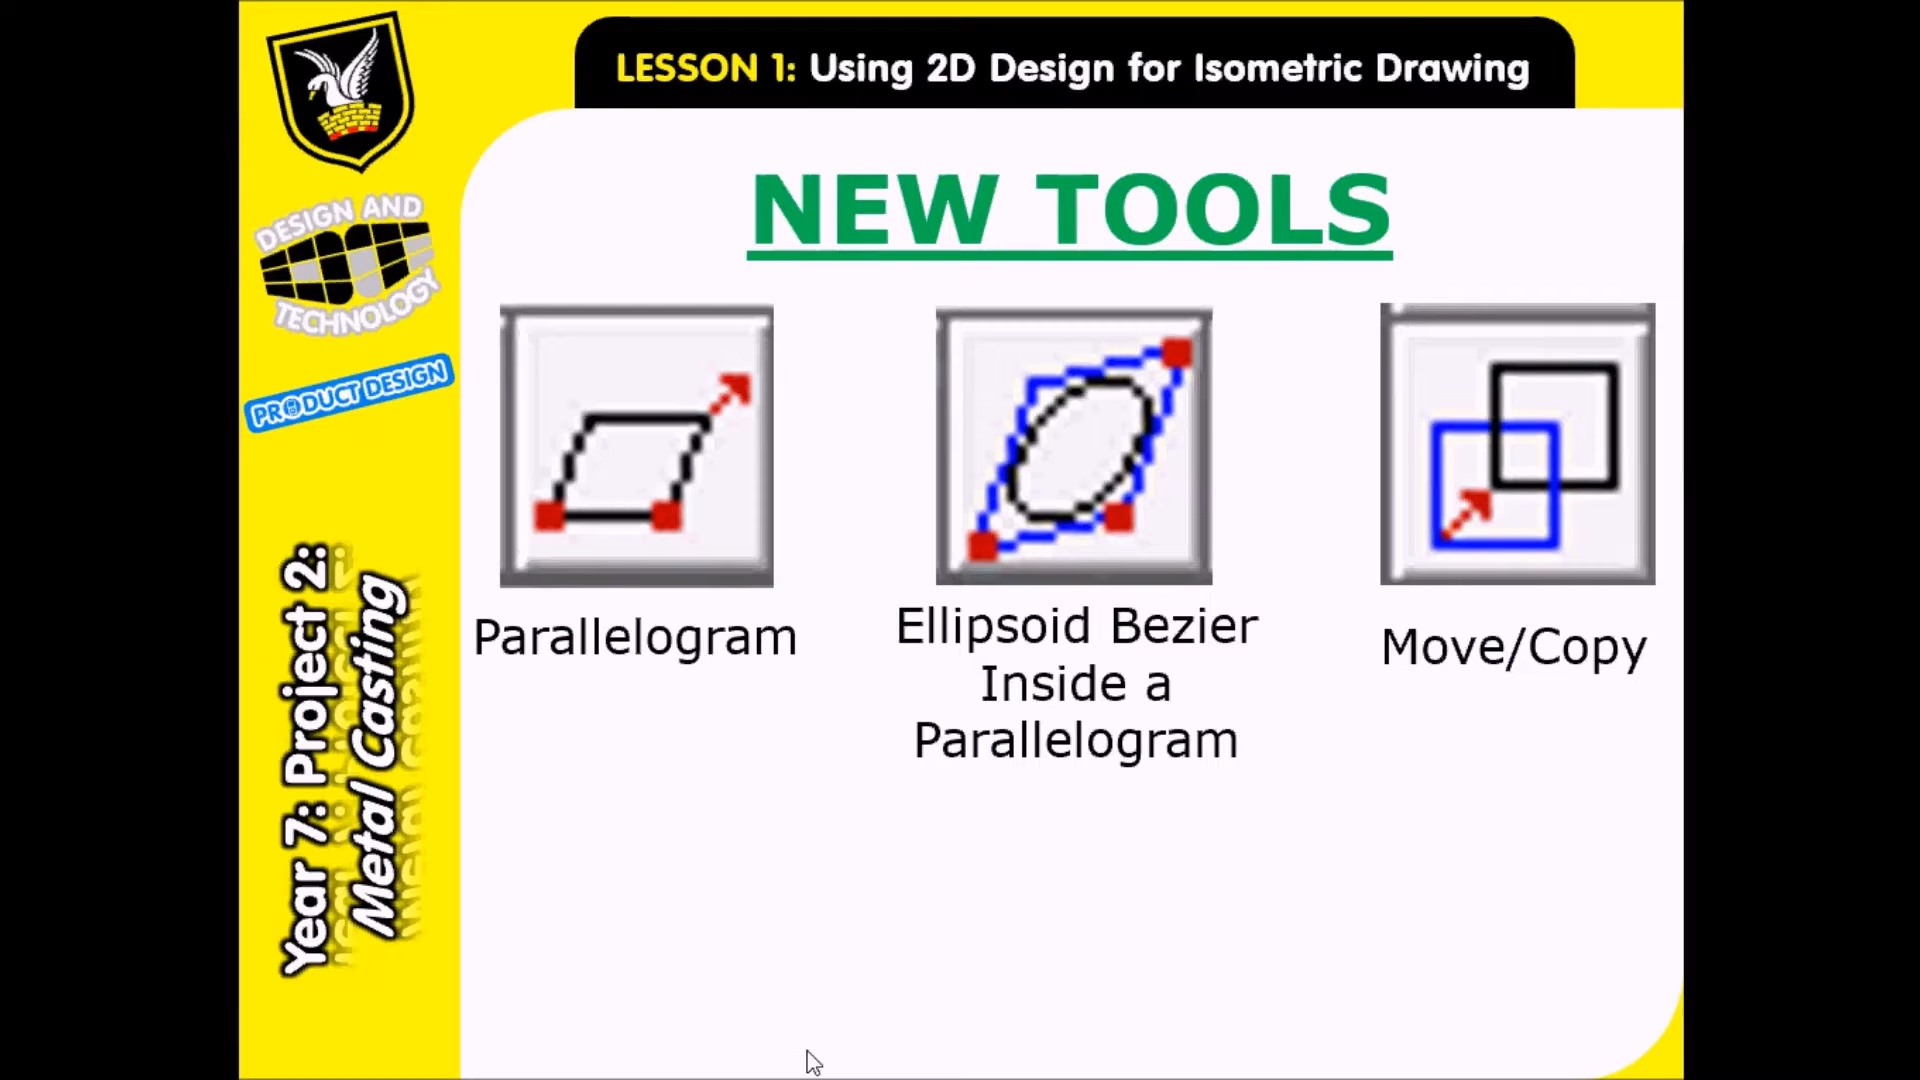 LESSON 1: Using 2D Design for Isometric Drawing
DESIGN AND
TECHNOLOGY
PRODUCT DESIGN
Year 7: Project 2:
Metal Casting
NEW TOOLS
Parallelogram
Ellipsoid Bezier
Inside a
Parallelogram
Move/Copy